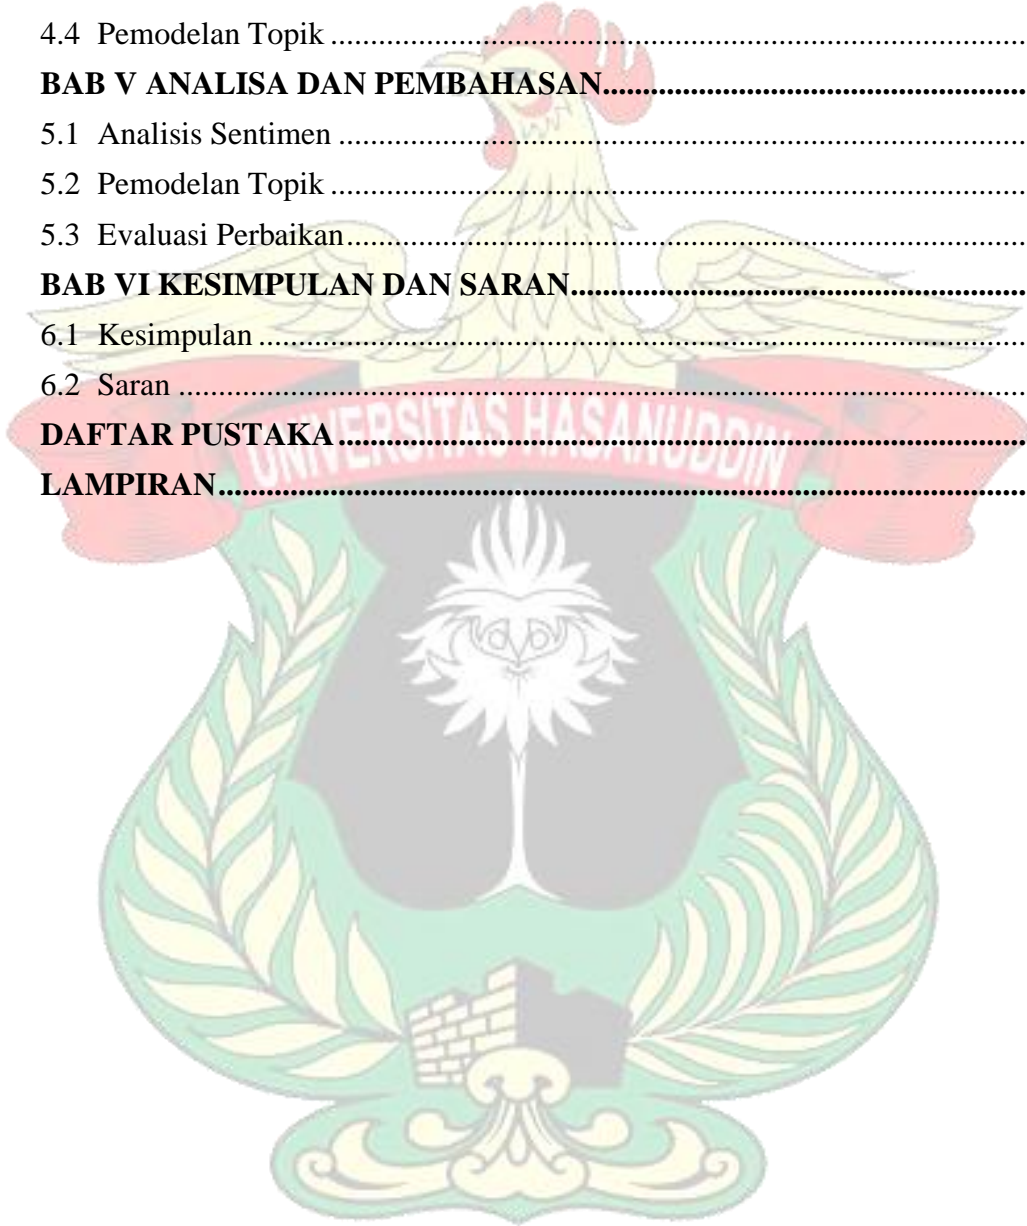 4.4 Pemodelan Topik ......................................................................................
BAB V ANALISA DAN PEMBAHASAN.....................................................
5.1 Analisis Sentimen .....................................................................................
5.2 Pemodelan Topik ......................................................................................
5.3 Evaluasi Perbaikan....................................................................................
BAB VI KESIMPULAN DAN SARAN.........................................................
6.1 Kesimpulan ...............................................................................................
6.2 Saran .........................................................................................................
UNIVERSITAS HASANUDDIN
DAFTAR PUSTAKA ......................................................................................
LAMPIRAN.....................................................................................................